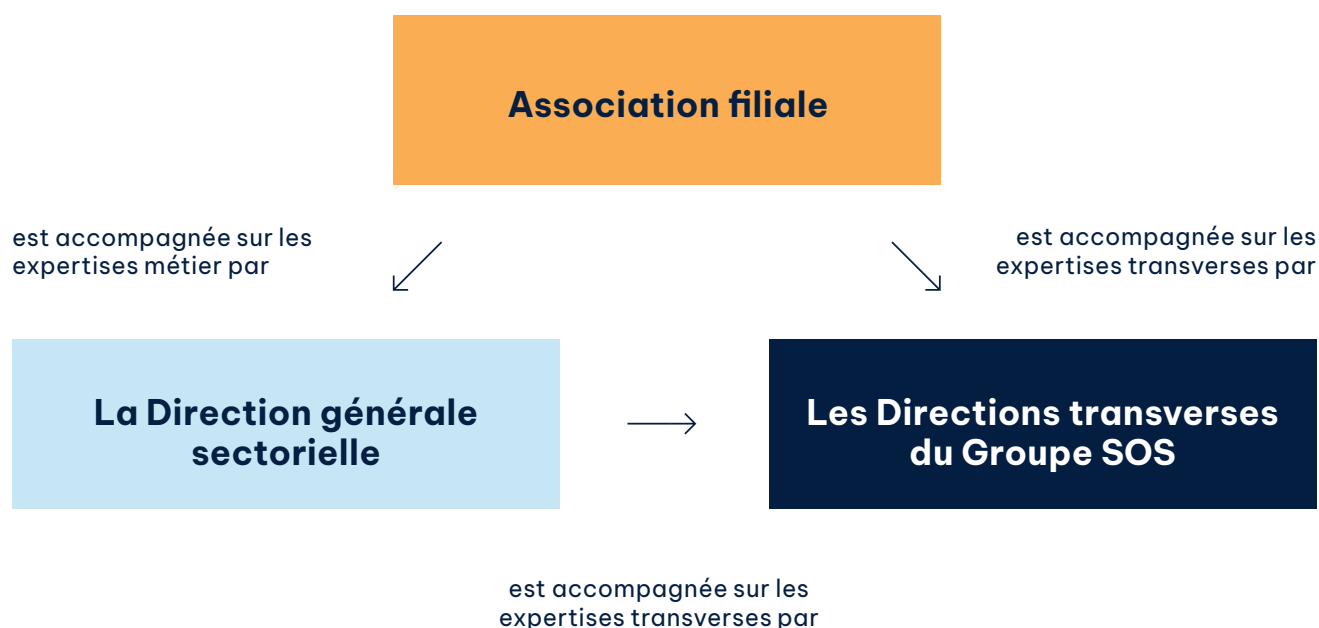 Association filiale
est accompagnée sur les
expertises métier par
est accompagnée sur les
expertises transverses par
La Direction générale
sectorielle
Les Directions transverses
du Groupe SOS
est accompagnée sur les
expertises transverses par